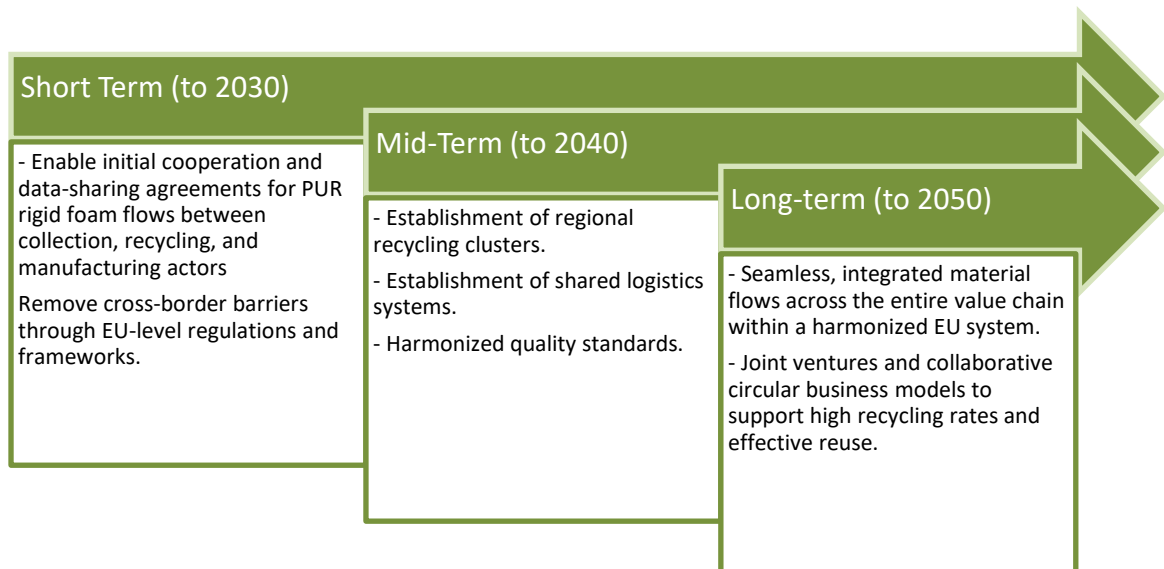 Short Term (to 2030)
- Enable initial cooperation and
data-sharing agreements for PUR
rigid foam flows between
collection, recycling, and
manufacturing actors
Remove cross-border barriers
through EU-level regulations and
frameworks.
Mid-Term (to 2040)
- Establishment of regional
recycling clusters.
- Establishment of shared logistics
systems.
- Harmonized quality standards.
Long-term (to 2050)
- Seamless, integrated material
flows across the entire value chain
within a harmonized EU system.
- Joint ventures and collaborative
circular business models to
support high recycling rates and
effective reuse.